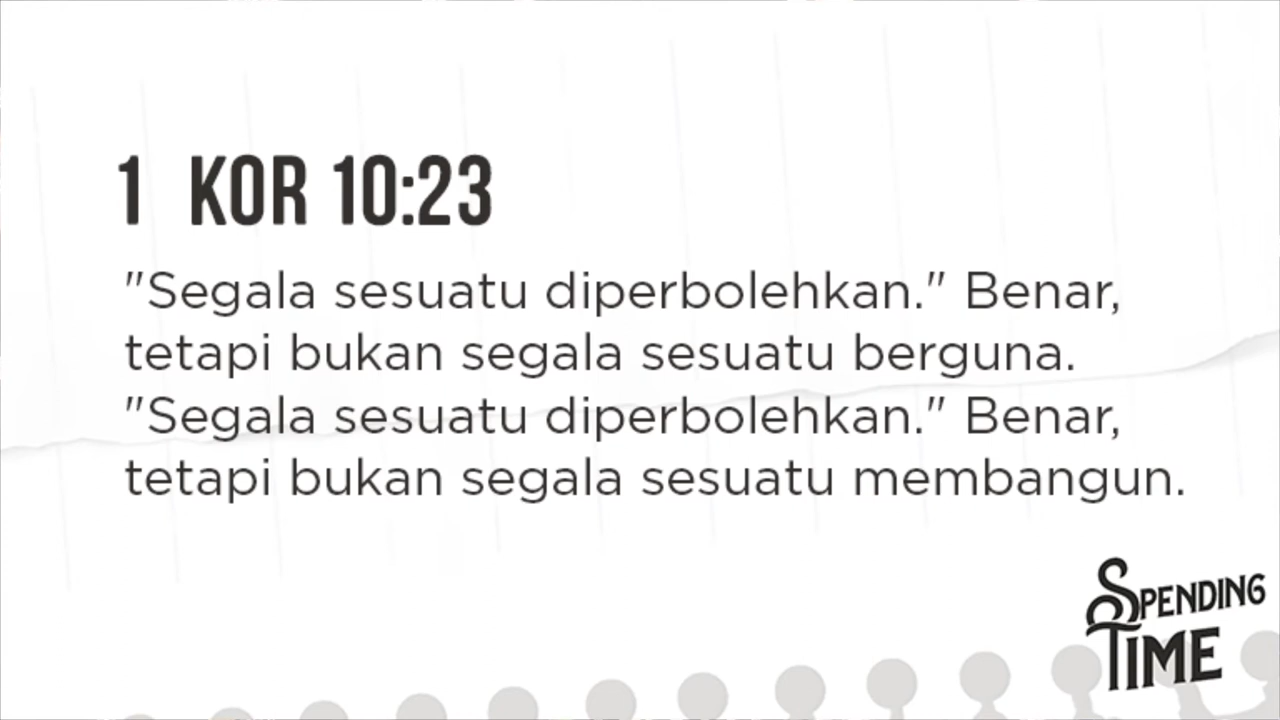 1 KOR 10:23
"Segala sesuatu diperbolehkan." Benar,
tetapi bukan segala sesuatu berguna.
"Segala sesuatu diperbolehkan." Benar,
tetapi bukan segala sesuatu membangun.
SPENDING
TIME